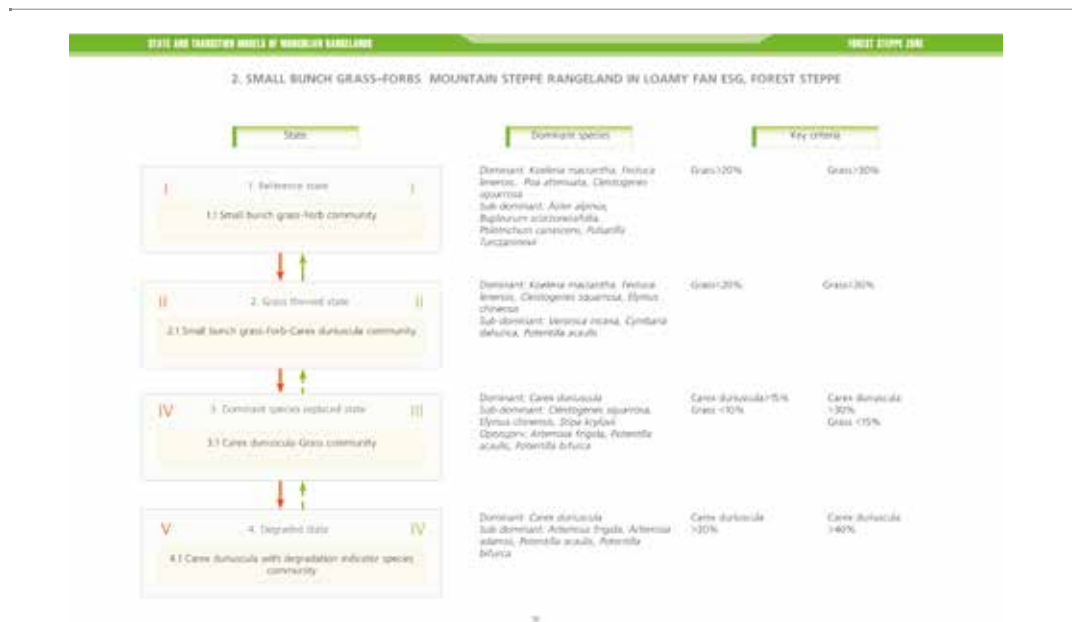 STATE AND TRANSITION MODELS OF MONGOLIAN RANGELANDS
FOREST STEPPE ZONE
2. SMALL BUNCH GRASS-FORBS MOUNTAIN STEPPE RANGELAND IN LOAMY FAN ESG, FOREST STEPPE
State
Dominant species
Key criteria
I
1. Reference state
I
1.1 Small bunch grass-Forb community
Dominant: Koeleria macrantha, Festuca
lenensis, Poa attenuata, Cleistogenes
squarrosa
Sub-dominant: Aster alpinus,
Bupleurum scorzonerifolia,
Ptilotrichum canescens, Pulsatilla
Turczaninovii
Grass>20%
Grass>30%
II
2. Grass thinned state
II
2.1 Small bunch grass-Forb-Carex duriuscula community
Dominant: Koeleria macrantha, Festuca
lenensis, Cleistogenes squarrosa, Elymus
chinensis
Sub-dominant: Veronica incana, Cymbaria
dahurica, Potentilla acaulis
Grass<20%
Grass<30%
IV
3. Dominant species replaced state
III
3.1 Carex duriuscula-Grass community
Dominant: Carex duriuscula
Sub-dominant: Cleistogenes squarrosa,
Elymus chinensis, Stipa krylovii
Artemisia frigida, Potentilla
acaulis, Potentilla bifurca
Carex duriuscula>15%
Grass <10%
Carex duriuscula
>30%
Grass <15%
V
4. Degraded State
IV
4.1 Carex duriuscula with degradation indicator species
community
Dominant: Carex duriuscula
Sub-dominant: Artemisia frigida, Artemisia
adamsii, Potentilla acaulis, Potentilla
bifurca
Carex duriuscula
>20%
Carex duriuscula
>40%